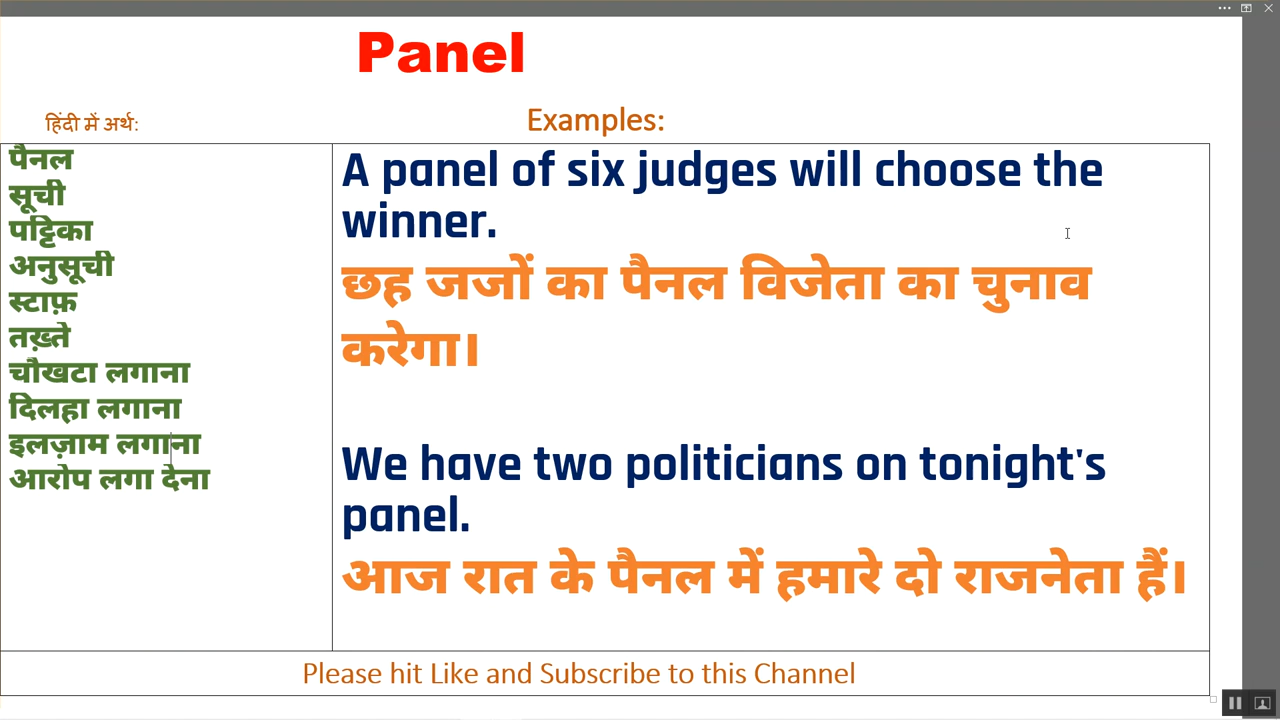 Panel
हिंदी में अर्थ:
Examples:
पैनल
सूची
पट्टिका
अनुसूची
स्टाफ़
तख़्ते
चौखटा लगाना
दिलहा लगाना
इलज़ाम लगाना
आरोप लगा देना
A panel of six judges will choose the
winner.
छह जजों का पैनल विजेता का चुनाव
करेगा।
We have two politicians on tonight's
panel.
आज रात के पैनल में हमारे दो राजनेता हैं।
Please hit Like and Subscribe to this Channel